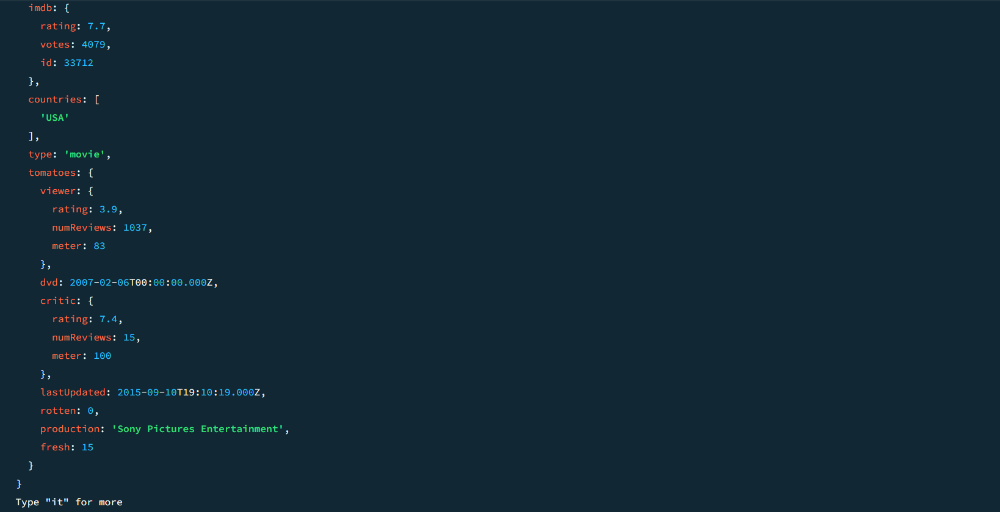 imdb: {
rating: 7.7,
votes: 4079,
id: 33712
},
countries: [
'USA'
],
type: 'movie',
tomatoes: {
viewer: {
rating: 3.9,
numReviews: 1037,
meter: 83
},
dvd: 2007-02-06T00:00:00.000Z,
critic: {
rating: 7.4,
numReviews: 15,
meter: 100
},
lastUpdated: 2015-09-10T19:10:19.000Z,
rotten: 0,
production: 'Sony Pictures Entertainment',
fresh: 15
}
}
Type "it" for more